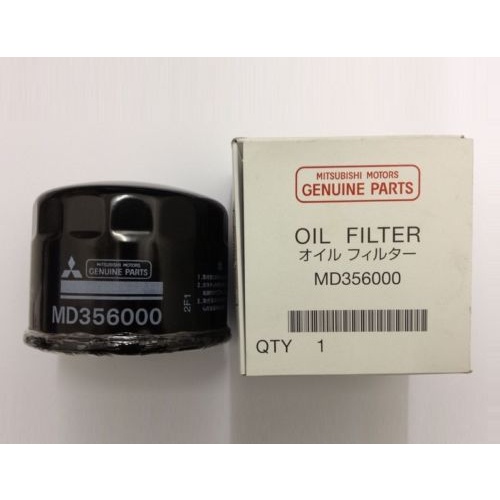 MITSUBISHI MOTORS
GENUINE PARTS
MD356000
2F1
MITSUBISHI MOTORS
GENUINE PARTS
OIL FILTER
オイル フィルター
MD356000
QTY 1